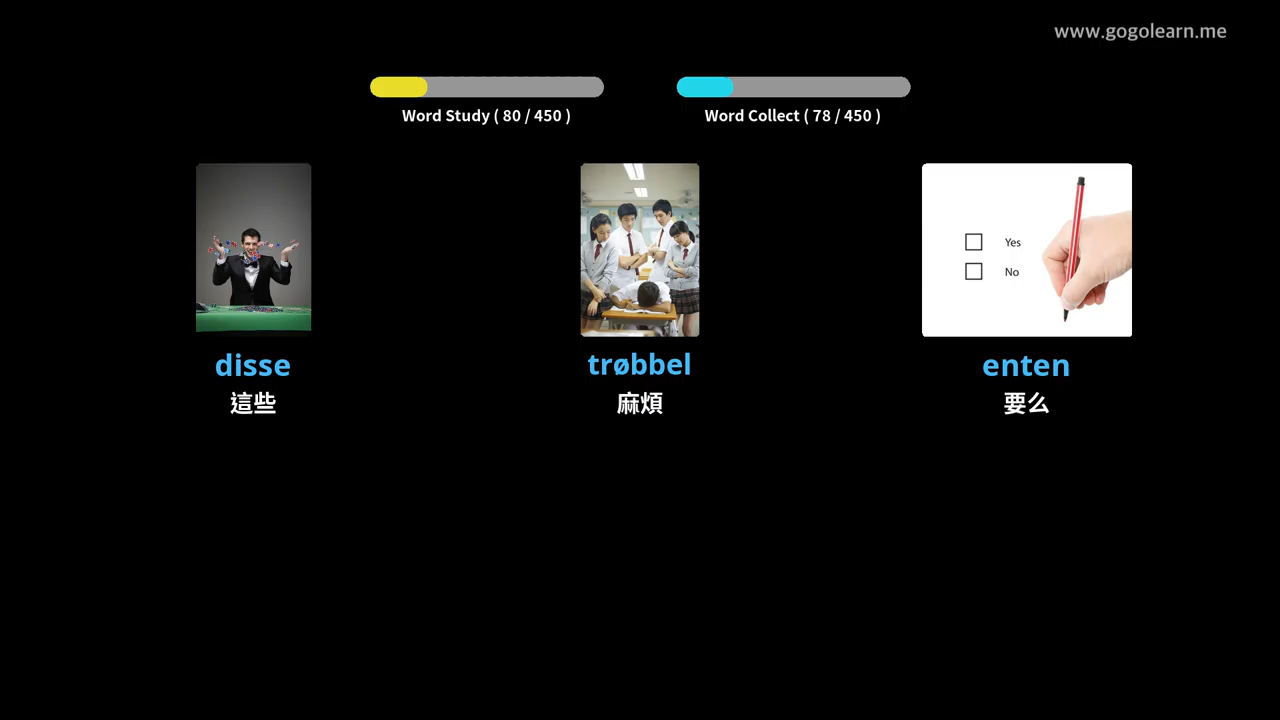 www.gogolearn.me
Word Study ( 80 / 450 )
Word Collect ( 78 / 450 )
Yes
No
disse
這些
trøbbel
麻煩
enten
要么